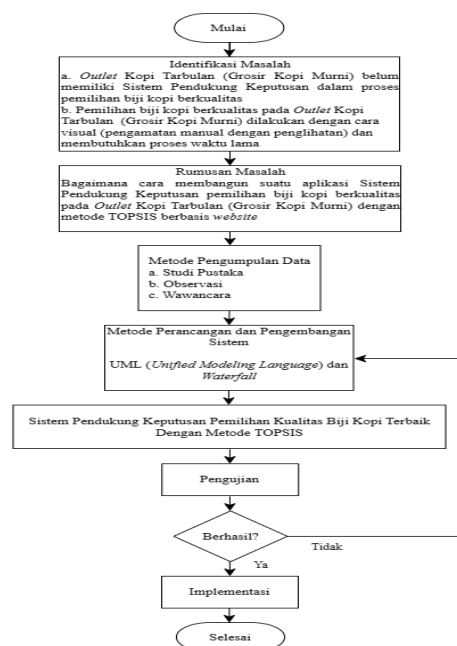 Mulai
Identifikasi Masalah
a. Outlet Kopi Tarbulan (Grosir Kopi Murni) belum
memiliki Sistem Pendukung Keputusan dalam proses
pemilihan biji kopi berkualitas
b. Pemilihan biji kopi berkualitas pada Outlet Kopi
Tarbulan (Grosir Kopi Murni) dilakukan dengan cara
visual (pengamatan manual dengan penglihatan) dan
membutuhkan proses waktu lama
Rumusan Masalah
Bagaimana cara membangun suatu aplikasi Sistem
Pendukung Keputusan pemilihan biji kopi berkualitas
pada Outlet Kopi Tarbulan (Grosir Kopi Murni) dengan
metode TOPSIS berbasis website
Metode Pengumpulan Data
a. Studi Pustaka
b. Observasi
c. Wawancara
Metode Perancangan dan Pengembangan
Sistem
UML (Unified Modeling Language) dan
Waterfall
Sistem Pendukung Keputusan Pemilihan Kualitas Biji Kopi Terbaik
Dengan Metode TOPSIS
Pengujian
Berhasil?
Tidak
Ya
Implementasi
Selesai